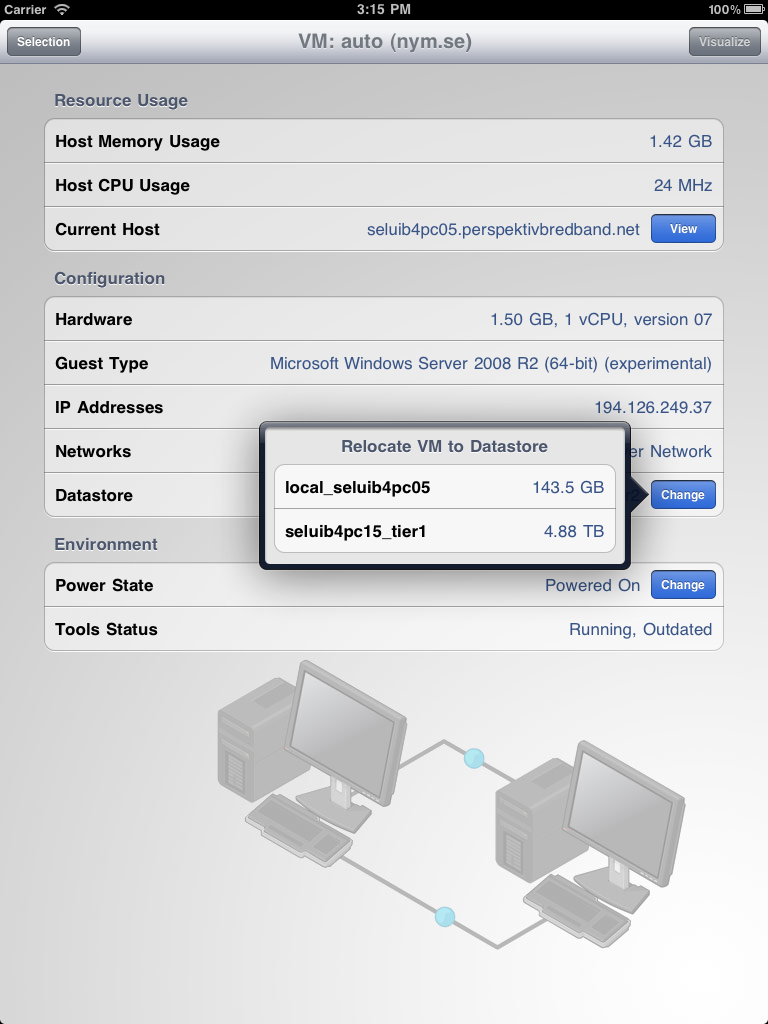 Carrier 3:15 PM 100%
Selection VM: auto (nym.se) Visualize
Resource Usage
Host Memory Usage 1.42 GB
Host CPU Usage 24 MHz
Current Host seluib4pc05.perspektivbredband.net View
Configuration
Hardware 1.50 GB, 1 vCPU, version 07
Guest Type Microsoft Windows Server 2008 R2 (64-bit) (experimental)
IP Addresses 194.126.249.37
Networks Network
Datastore Change
Relocate VM to Datastore
local_seluib4pc05 143.5 GB
seluib4pc15_tier1 4.88 TB
Environment
Power State Powered On Change
Tools Status Running, Outdated